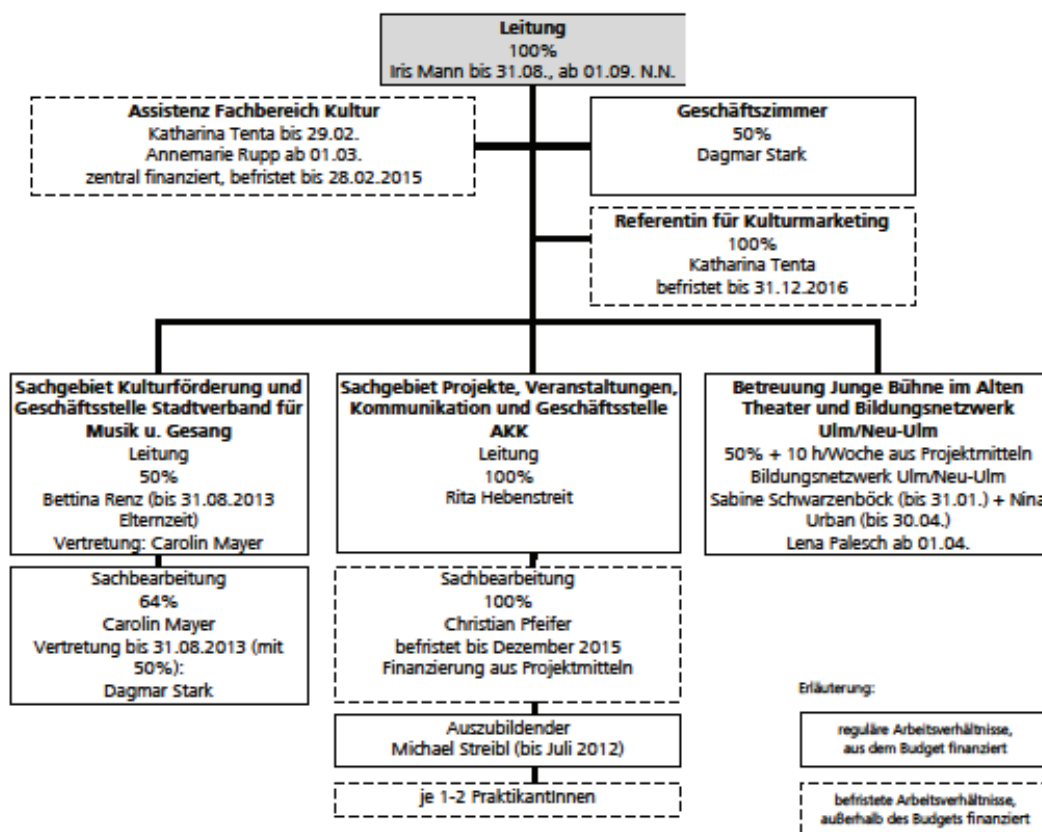 Leitung
100%
Iris Mann bis 31.08., ab 01.09. N.N.
Assistenz Fachbereich Kultur
Katharina Tenta bis 29.02.
Annemarie Rupp ab 01.03.
zentral finanziert, befristet bis 28.02.2015
Geschäftszimmer
50%
Dagmar Stark
Referentin für Kulturmarketing
100%
Katharina Tenta
befristet bis 31.12.2016
Sachgebiet Kulturförderung und
Geschäftsstelle Stadtverband für
Musik u. Gesang
Leitung
50%
Bettina Renz (bis 31.08.2013
Elternzeit)
Vertretung: Carolin Mayer
Sachbearbeitung
64%
Carolin Mayer
Vertretung bis 31.08.2013 (mit
50%):
Dagmar Stark
Sachgebiet Projekte, Veranstaltungen,
Kommunikation und Geschäftsstelle
AKK
Leitung
100%
Rita Hebenstreit
Sachbearbeitung
100%
Christian Pfeifer
befristet bis Dezember 2015
Finanzierung aus Projektmitteln
Auszubildender
Michael Streibl (bis Juli 2012)
je 1-2 PraktikantInnen
Betreuung Junge Bühne im Alten
Theater und Bildungsnetzwerk
Ulm/Neu-Ulm
50% + 10 h/Woche aus Projektmitteln
Bildungsnetzwerk Ulm/Neu-Ulm
Sabine Schwarzenböck (bis 31.01.) + Nina
Urban (bis 30.04.)
Lena Palesch ab 01.04.
Erläuterung:
reguläre Arbeitsverhältnisse,
aus dem Budget finanziert
befristete Arbeitsverhältnisse,
außerhalb des Budgets finanziert